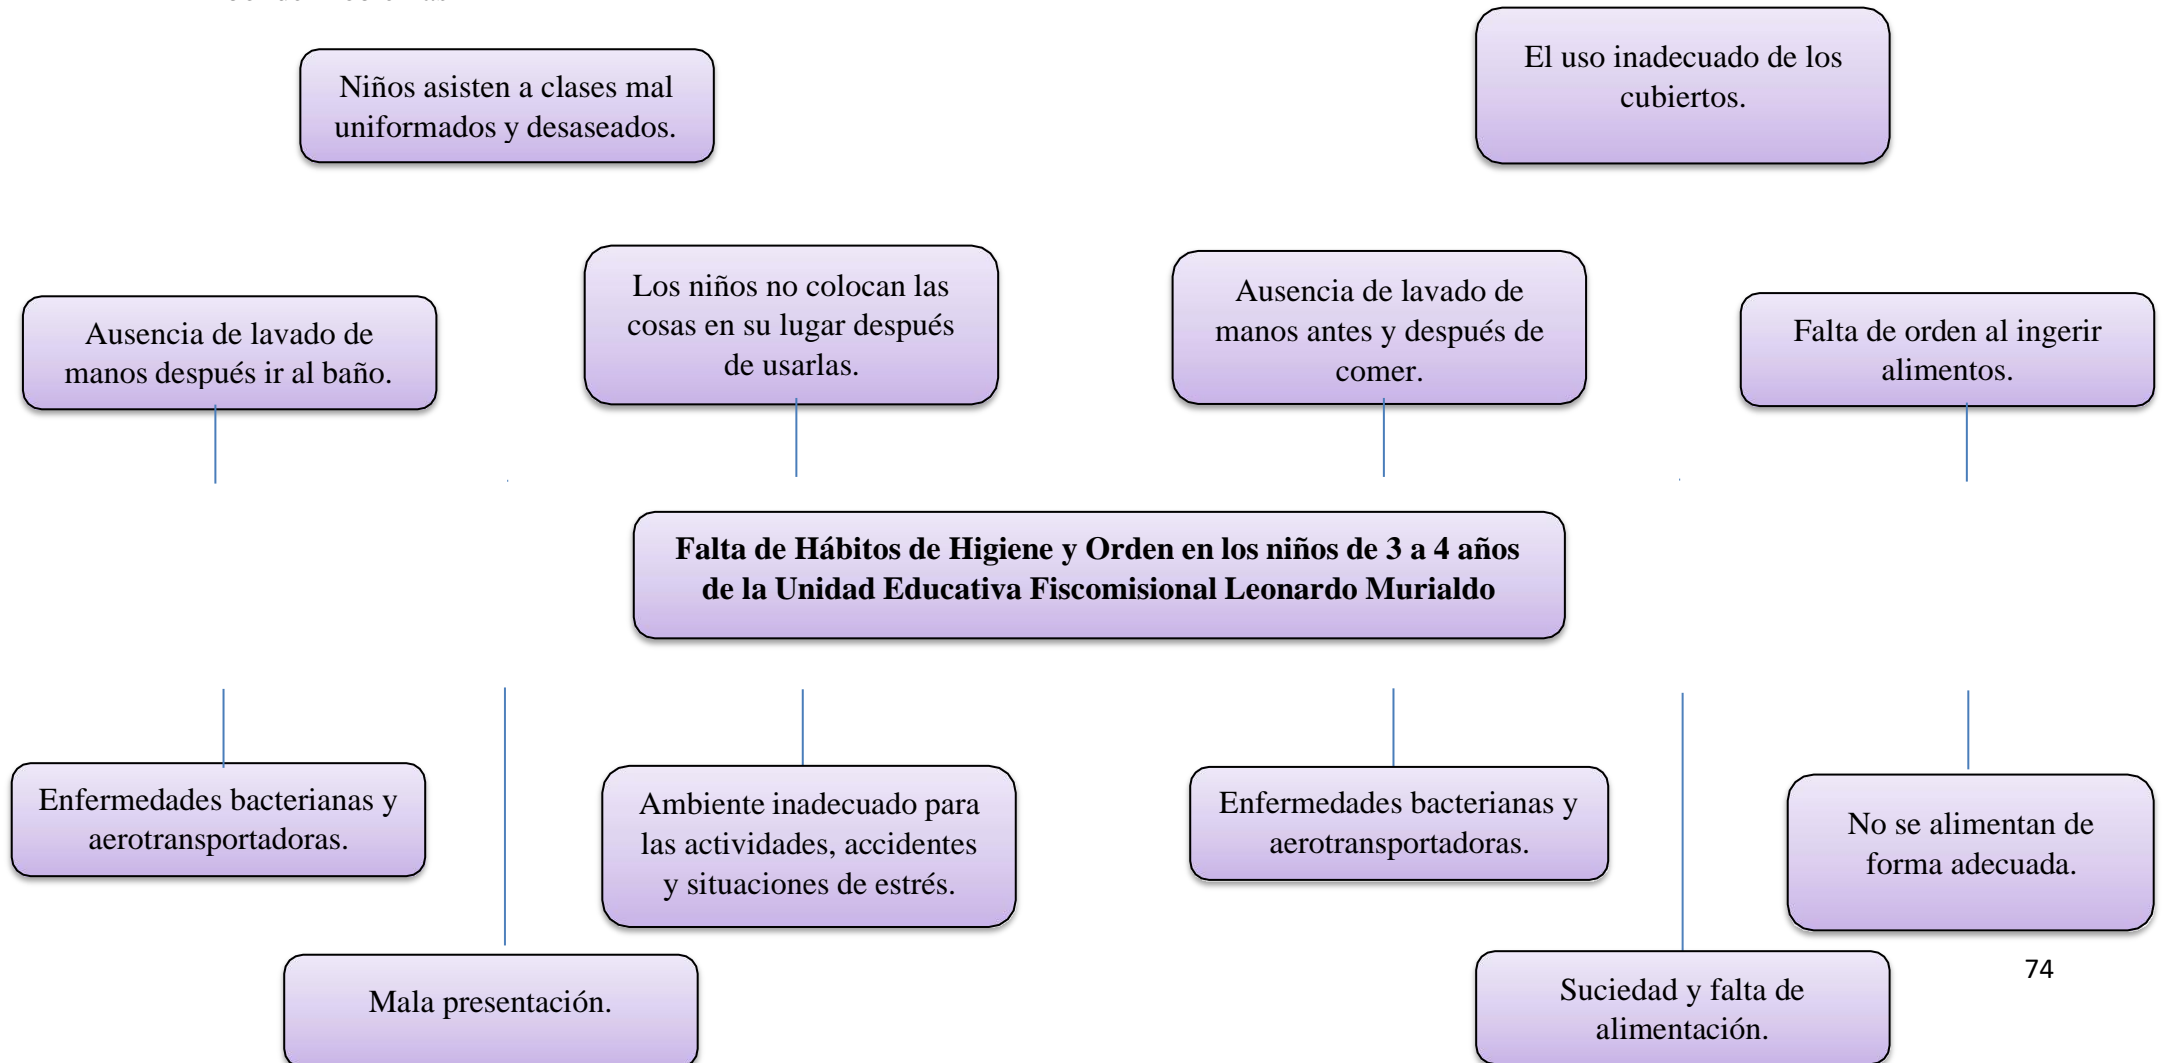 Niños asisten a clases mal
uniformados y desaseados.
El uso inadecuado de los
cubiertos.
Ausencia de lavado de
manos después ir al baño.
Los niños no colocan las
cosas en su lugar después
de usarlas.
Ausencia de lavado de
manos antes y después de
comer.
Falta de orden al ingerir
alimentos.
Falta de Hábitos de Higiene y Orden en los niños de 3 a 4 años
de la Unidad Educativa Fiscomisional Leonardo Murialdo
Enfermedades bacterianas y
aerotransportadoras.
Mala presentación.
Ambiente inadecuado para
las actividades, accidentes
y situaciones de estrés.
Enfermedades bacterianas y
aerotransportadoras.
Suciedad y falta de
alimentación.
No se alimentan de
forma adecuada.
74